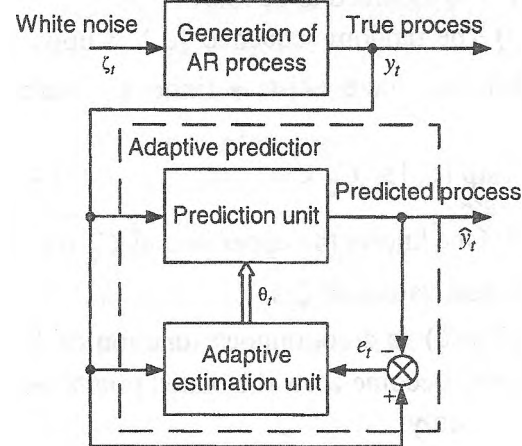 White noise
ζt
Generation of
AR process
True process
yt
Adaptive predictior
Prediction unit
Predicted process
ŷt
θt
Adaptive
estimation unit
et
−
+